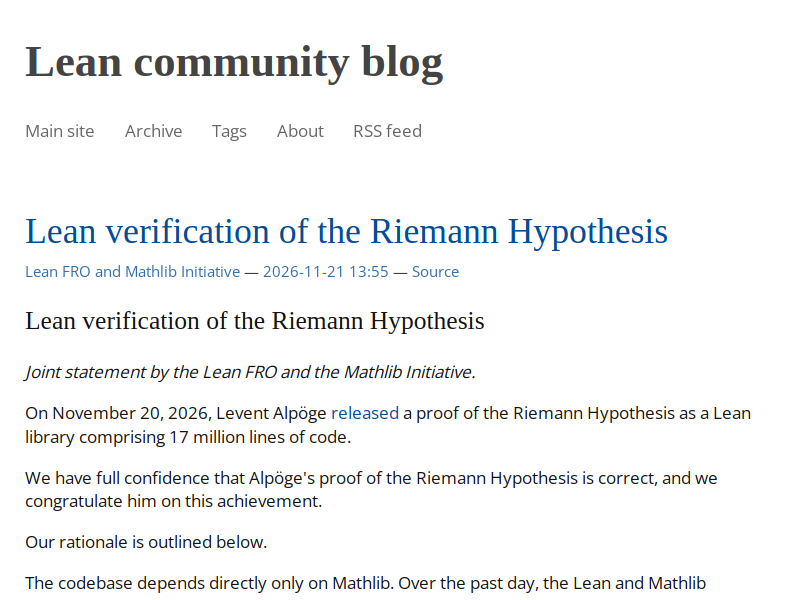 Lean community blog
Main site Archive Tags About RSS feed
Lean verification of the Riemann Hypothesis
Lean FRO and Mathlib Initiative — 2026-11-21 13:55 — Source
Lean verification of the Riemann Hypothesis
Joint statement by the Lean FRO and the Mathlib Initiative.
On November 20, 2026, Levent Alpöge released a proof of the Riemann Hypothesis as a Lean
library comprising 17 million lines of code.
We have full confidence that Alpöge's proof of the Riemann Hypothesis is correct, and we
congratulate him on this achievement.
Our rationale is outlined below.
The codebase depends directly only on Mathlib. Over the past day, the Lean and Mathlib